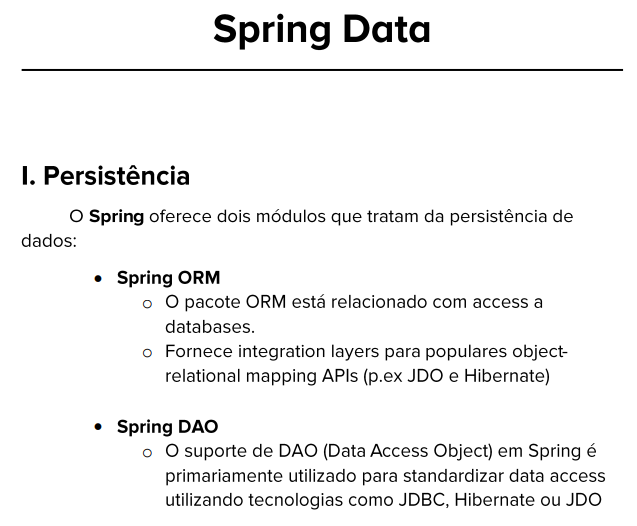 Spring Data
I. Persistência
O Spring oferece dois módulos que tratam da persistência de
dados:
• Spring ORM
o O pacote ORM está relacionado com access a
databases.
o Fornece integration layers para populares object-
relational mapping APIs (p.ex JDO e Hibernate)
• Spring DAO
o O suporte de DAO (Data Access Object) em Spring é
primariamente utilizado para standardizar data access
utilizando tecnologias como JDBC, Hibernate ou JDO